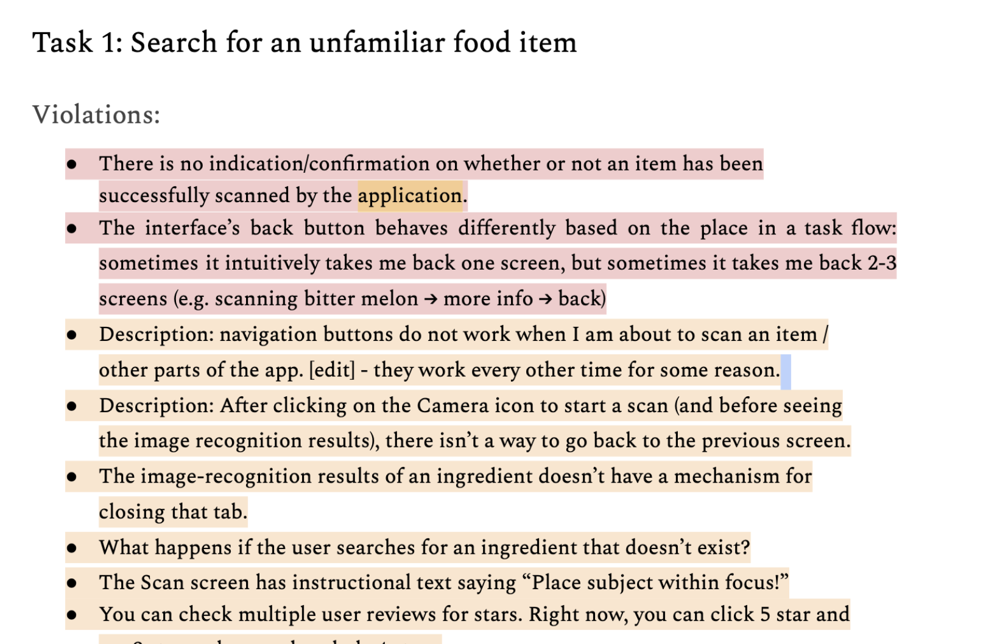 Task 1: Search for an unfamiliar food item
Violations:
● There is no indication/confirmation on whether or not an item has been
successfully scanned by the application.
● The interface’s back button behaves differently based on the place in a task flow:
sometimes it intuitively takes me back one screen, but sometimes it takes me back 2-3
screens (e.g. scanning bitter melon → more info → back)
● Description: navigation buttons do not work when I am about to scan an item /
other parts of the app. [edit] - they work every other time for some reason.
● Description: After clicking on the Camera icon to start a scan (and before seeing
the image recognition results), there isn’t a way to go back to the previous screen.
● The image-recognition results of an ingredient doesn’t have a mechanism for
closing that tab.
● What happens if the user searches for an ingredient that doesn’t exist?
● The Scan screen has instructional text saying “Place subject within focus!”
● You can check multiple user reviews for stars. Right now, you can click 5 star and